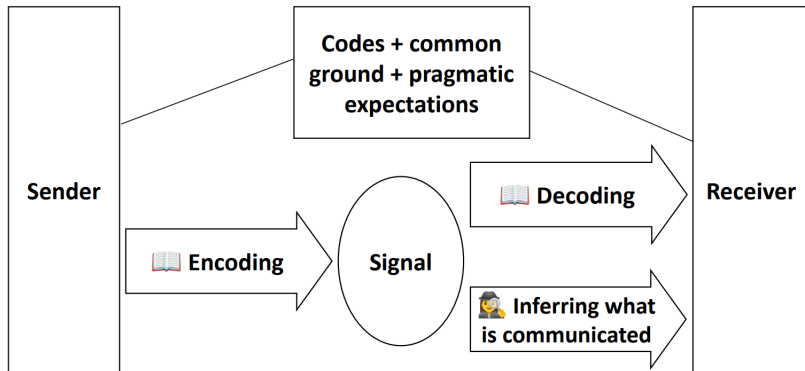 Codes + common
ground + pragmatic
expectations
Sender
📖 Encoding
Signal
📖 Decoding
🕵️‍♀️ Inferring what
is communicated
Receiver